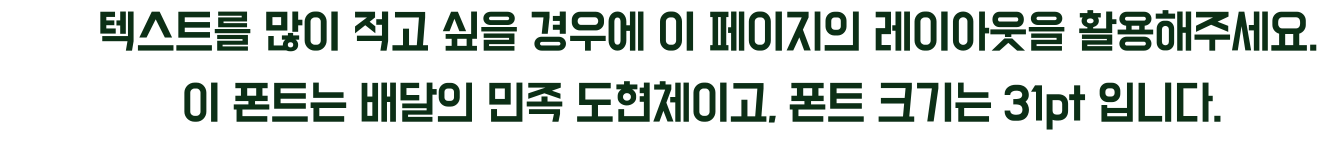 텍스트를 많이 적고 싶을 경우에 이 페이지의 레이아웃을 활용해주세요.
이 폰트는 배달의 민족 도현체이고, 폰트 크기는 31pt 입니다.